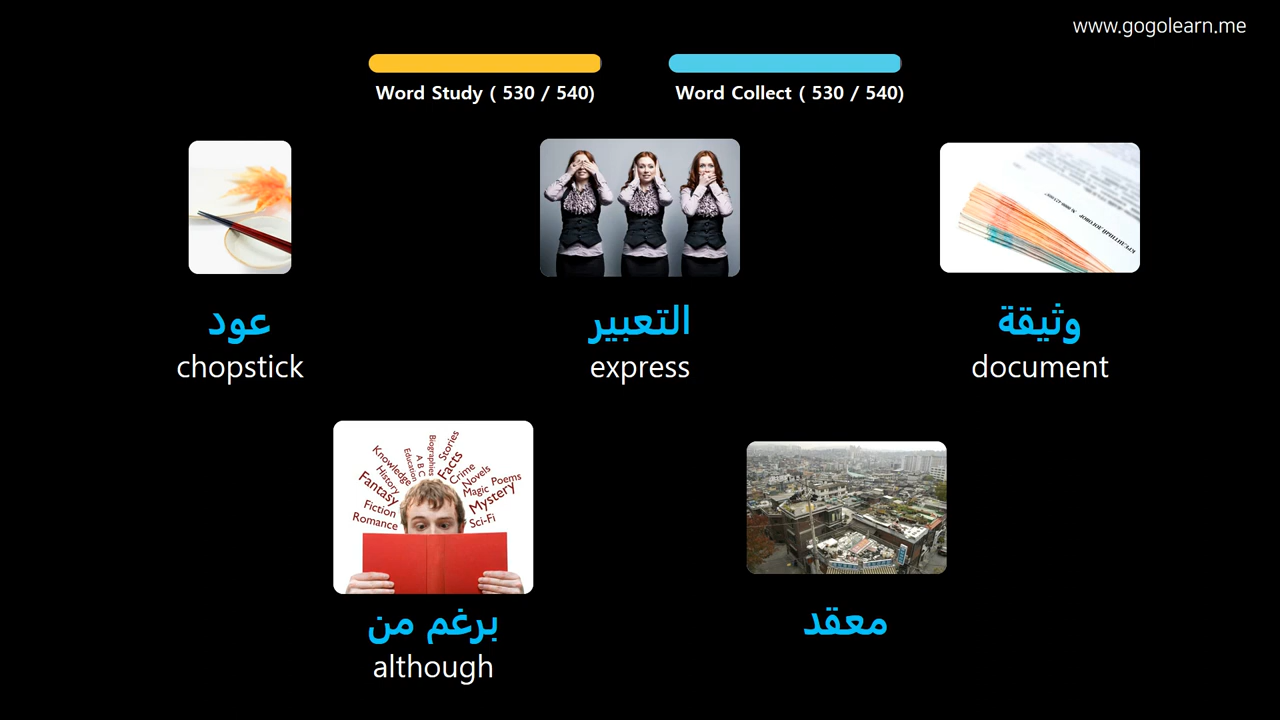 www.gogolearn.me
Word Study ( 530 / 540)
Word Collect ( 530 / 540)
عود
chopstick
التعبير
express
وثيقة
document
Knowledge
History
Fantasy
Fiction
Romance
Education
A B C
Biographies
Stories
Facts
Crime
Novels
Magic
Poems
Mystery
Sci-Fi
برغم من
although
معقد